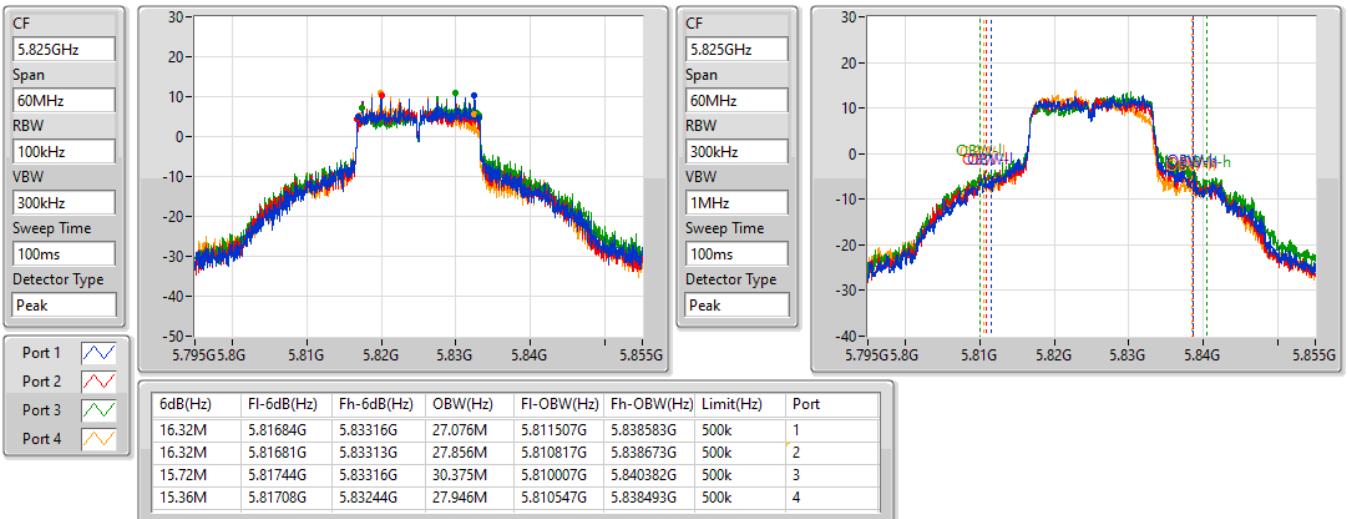 CF
5.825GHz
Span
60MHz
RBW
100kHz
VBW
300kHz
Sweep Time
100ms
Detector Type
Peak
30
20
10
0
-10
-20
-30
-40
-50
5.795G 5.8G 5.81G 5.82G 5.83G 5.84G 5.855G
CF
5.825GHz
Span
60MHz
RBW
300kHz
VBW
1MHz
Sweep Time
100ms
Detector Type
Peak
30
20
10
0
-10
-20
-30
-40
5.795G 5.8G 5.81G 5.82G 5.83G 5.84G 5.855G
Port 1
Port 2
Port 3
Port 4
6dB(Hz) Fl-6dB(Hz) Fh-6dB(Hz) OBW(Hz) Fl-OBW(Hz) Fh-OBW(Hz) Limit(Hz) Port
16.32M 5.81684G 5.83316G 27.076M 5.811507G 5.838583G 500k 1
16.32M 5.81681G 5.83313G 27.856M 5.810817G 5.838673G 500k 2
15.72M 5.81744G 5.83316G 30.375M 5.810007G 5.840382G 500k 3
15.36M 5.81708G 5.83244G 27.946M 5.810547G 5.838493G 500k 4